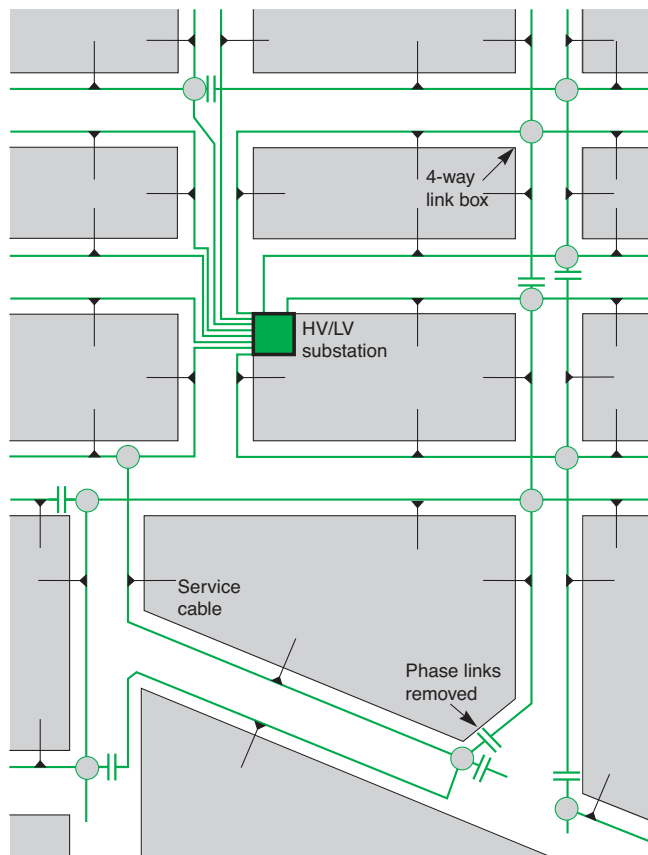 4-way
link box
HV/LV
substation
Service
cable
Phase links
removed